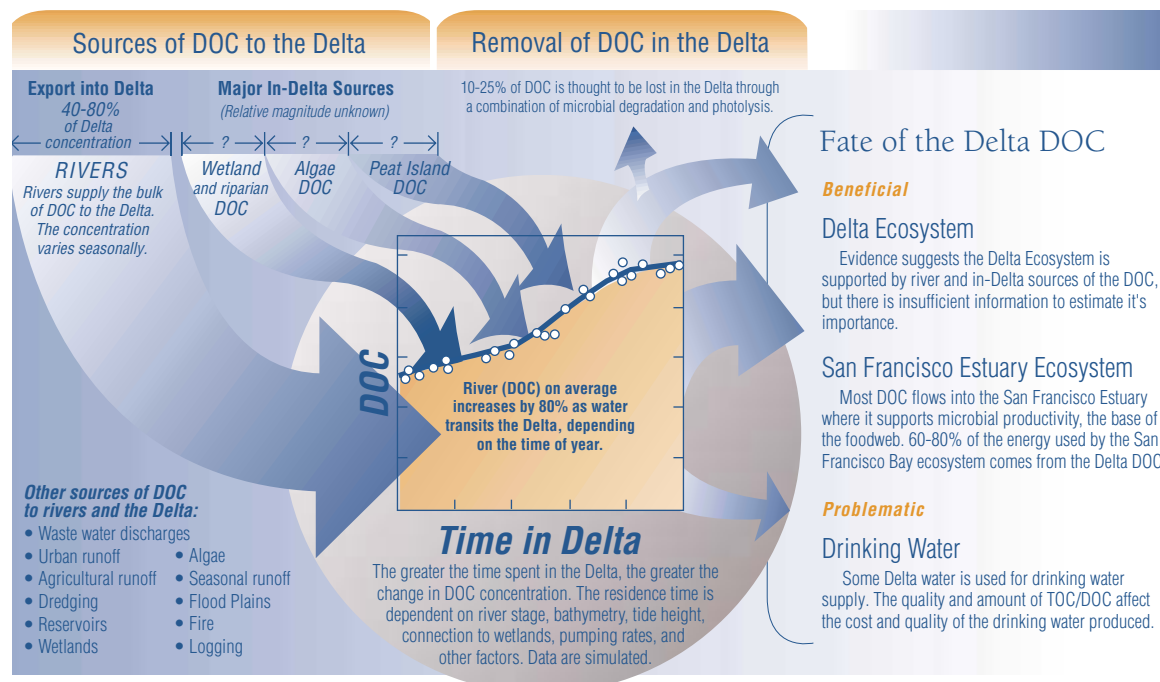 Sources of DOC to the Delta
Removal of DOC in the Delta
Export into Delta
40-80%
of Delta
concentration
Major In-Delta Sources
(Relative magnitude unknown)
?
?
?
RIVERS
Rivers supply the bulk
of DOC to the Delta.
The concentration
varies seasonally.
Wetland
and riparian
DOC
Algae
DOC
Peat Island
DOC
10-25% of DOC is thought to be lost in the Delta through
a combination of microbial degradation and photolysis.
DOC
River (DOC) on average
increases by 80% as water
transits the Delta, depending
on the time of year.
Time in Delta
The greater the time spent in the Delta, the greater the
change in DOC concentration. The residence time is
dependent on river stage, bathymetry, tide height,
connection to wetlands, pumping rates, and
other factors. Data are simulated.
Other sources of DOC
to rivers and the Delta:
• Waste water discharges
• Urban runoff
• Agricultural runoff
• Dredging
• Reservoirs
• Wetlands
• Algae
• Seasonal runoff
• Flood Plains
• Fire
• Logging
Fate of the Delta DOC
Beneficial
Delta Ecosystem
Evidence suggests the Delta Ecosystem is
supported by river and in-Delta sources of the DOC,
but there is insufficient information to estimate it's
importance.
San Francisco Estuary Ecosystem
Most DOC flows into the San Francisco Estuary
where it supports microbial productivity, the base of
the foodweb. 60-80% of the energy used by the San
Francisco Bay ecosystem comes from the Delta DOC
Problematic
Drinking Water
Some Delta water is used for drinking water
supply. The quality and amount of TOC/DOC affect
the cost and quality of the drinking water produced.